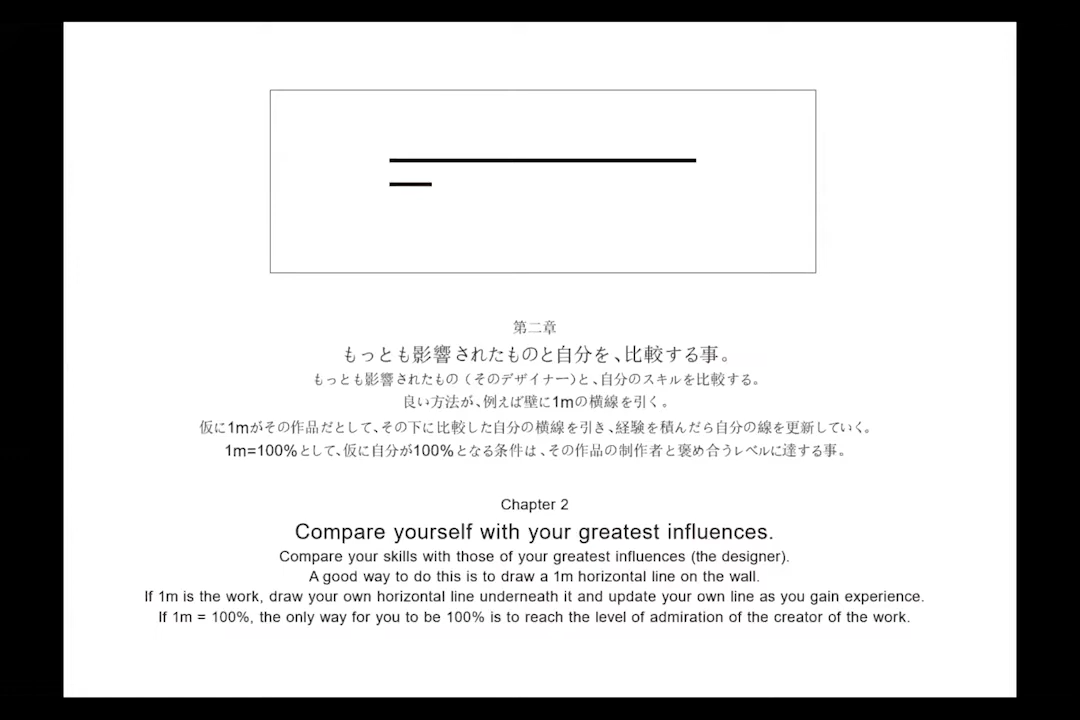 第二章
もっとも影響されたものと自分を、比較する事。
もっとも影響されたもの（そのデザイナー)と、自分のスキルを比較する。
良い方法が、例えば壁に1mの横線を引く。
仮に1mがその作品だとして、その下に比較した自分の横線を引き、経験を積んだら自分の線を更新していく。
1m=100%として、仮に自分が100%となる条件は、その作品の制作者と褒め合うレベルに達する事。
Chapter 2
Compare yourself with your greatest influences.
Compare your skills with those of your greatest influences (the designer).
A good way to do this is to draw a 1m horizontal line on the wall.
If 1m is the work, draw your own horizontal line underneath it and update your own line as you gain experience.
If 1m = 100%, the only way for you to be 100% is to reach the level of admiration of the creator of the work.